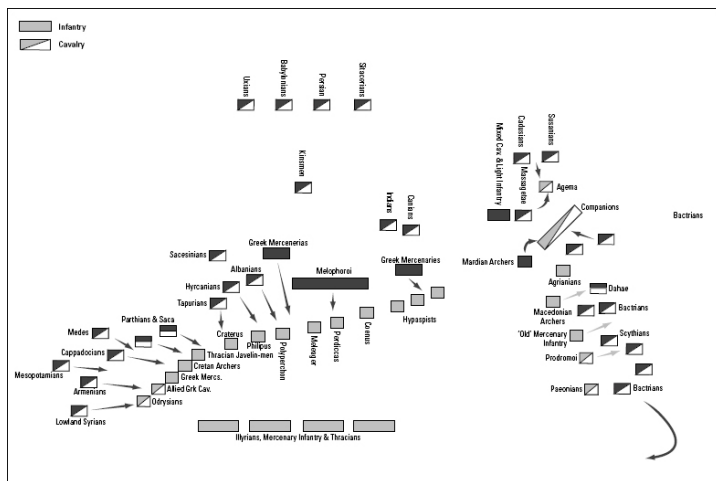 Infantry
Cavalry
Uxians
Babylonians
Persian
Sitacerians
Kinsmen
Mixed Cav. & Light Infantry
Cadusians
Massagetae
Susanians
Agema
Companions
Bactrians
Indians
Carians
Mardian Archers
Sacesinians
Greek Mercenerias
Albanians
Melophoroi
Greek Mercenaries
Hyrcanians
Tapurians
Agrianians
Dahae
Macedonian
Archers
Bactrians
Parthians & Saca
Medes
Cappadocians
Craterus
Philipus
Polyperchon
Meleager
Perdiccas
Coenus
Hypaspists
'Old' Mercenary
Infantry
Scythians
Prodromoi
Thracian Javelin-men
Cretan Archers
Mesopotamians
Greek Mercs.
Armenians
Allied Grk Cav.
Odrysians
Lowland Syrians
Paeonians
Bactrians
Illyrians, Mercenary Infantry & Thracians